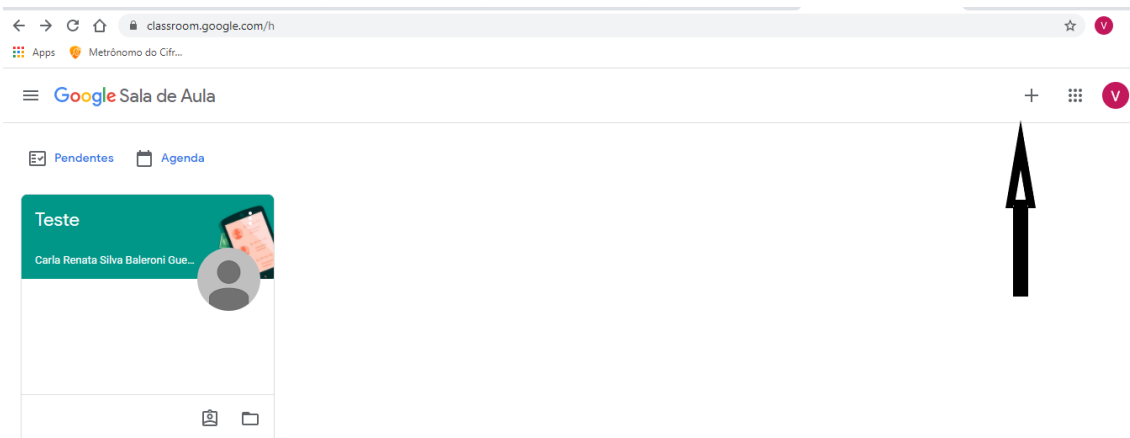 classroom.google.com/h
V
Apps Metrônomo do Cifr...
Google Sala de Aula
V
Pendentes Agenda
Teste
Carla Renata Silva Baleroni Gue...